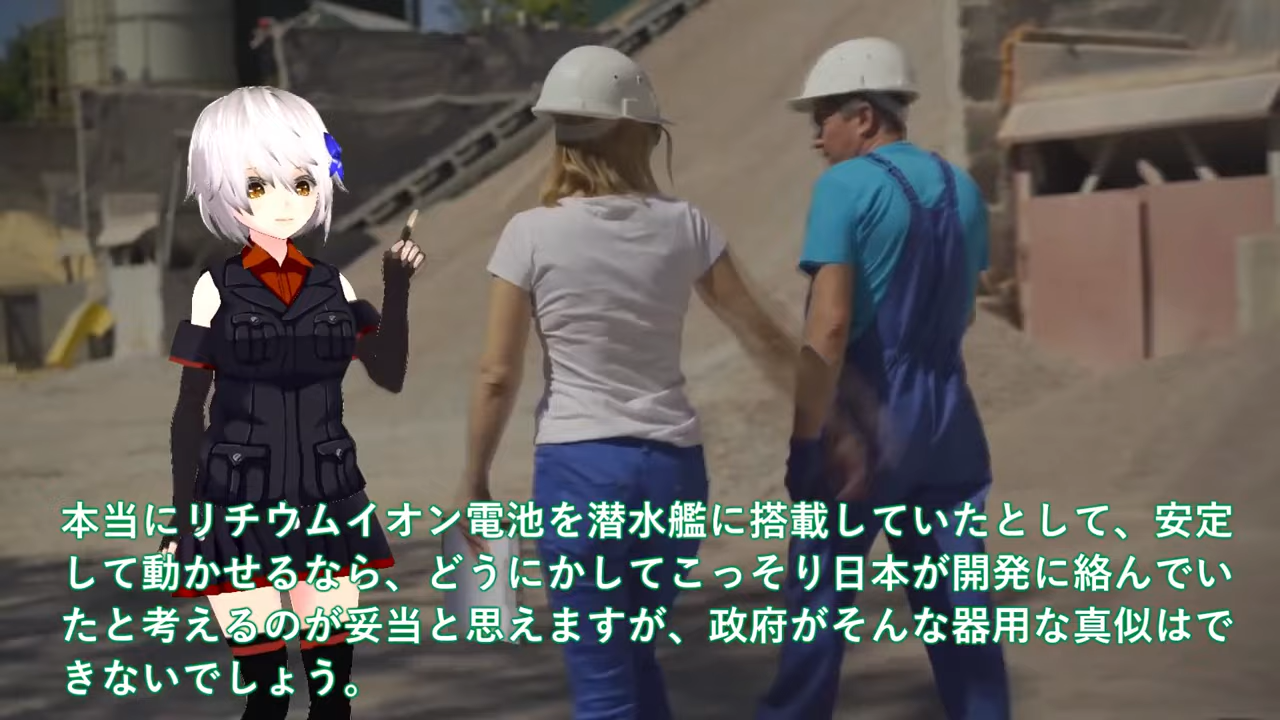 本当にリチウムイオン電池を潜水艦に搭載していたとして、安定
して動かせるなら、どうにかしてこっそり日本が開発に絡んでい
たと考えるのが妥当と思えますが、政府がそんな器用な真似はで
きないでしょう。